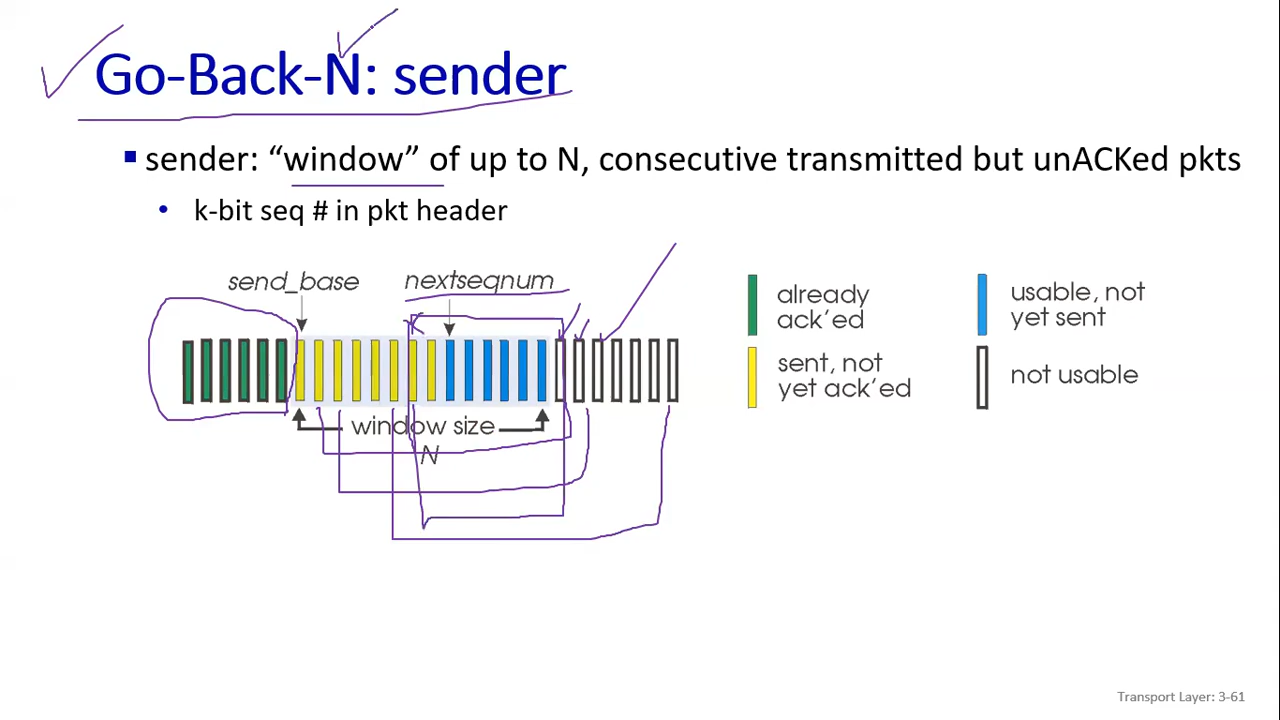 Go-Back-N: sender
▪ sender: “window” of up to N, consecutive transmitted but unACKed pkts
• k-bit seq # in pkt header
send_base
nextseqnum
window size
N
already
ack’ed
sent, not
yet ack’ed
usable, not
yet sent
not usable
Transport Layer: 3-61